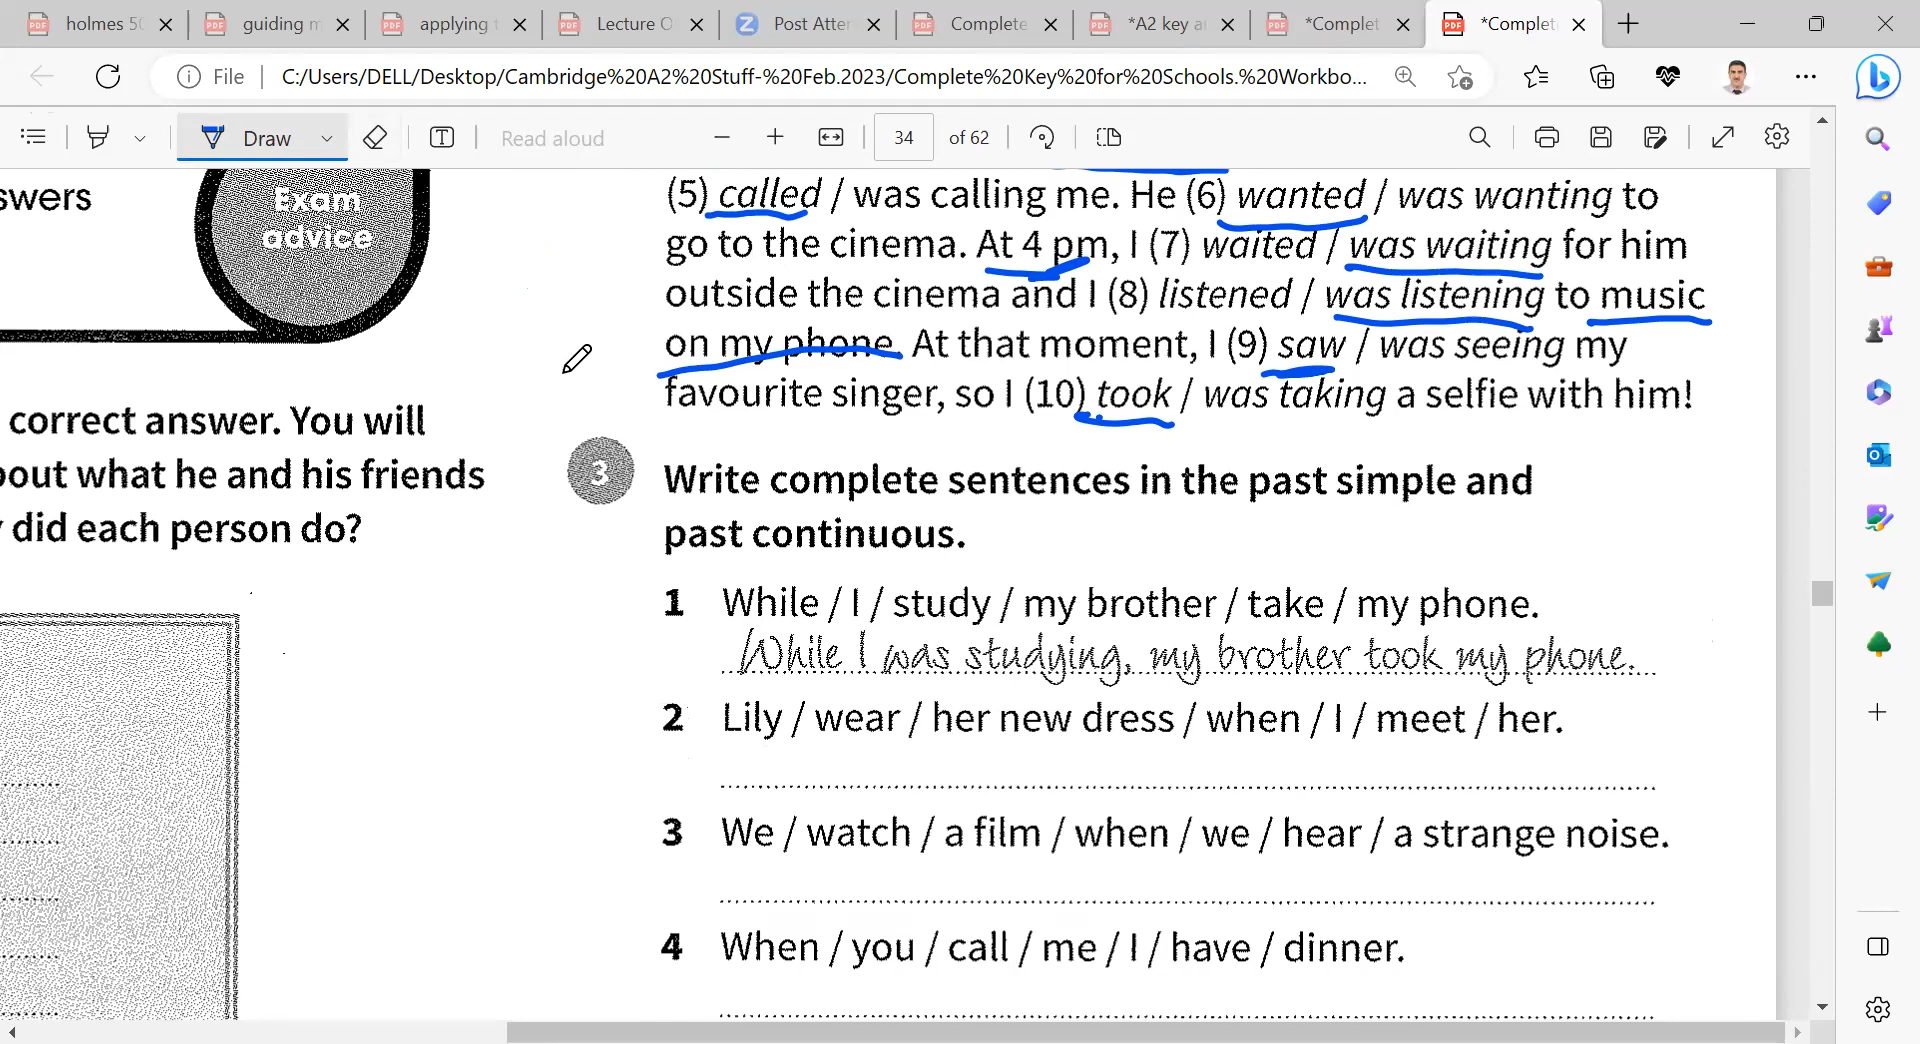 holmes 50
guiding m
applying t
Lecture O
Post Atter
Complete
*A2 key a
*Complet
*Complet
File
C:/Users/DELL/Desktop/Cambridge%20A2%20Stuff-%20Feb.2023/Complete%20Key%20for%20Schools.%20Workbo...
Draw
Read aloud
34
of 62
swers
Exam
advice
correct answer. You will
bout what he and his friends
did each person do?
(5) called / was calling me. He (6) wanted / was wanting to
go to the cinema. At 4 pm, I (7) waited / was waiting for him
outside the cinema and I (8) listened / was listening to music
on my phone. At that moment, I (9) saw / was seeing my
favourite singer, so I (10) took / was taking a selfie with him!
3 Write complete sentences in the past simple and
past continuous.
1 While / I / study / my brother / take / my phone.
While I was studying, my brother took my phone.
2 Lily / wear / her new dress / when / I / meet / her.
3 We / watch / a film / when / we / hear / a strange noise.
4 When / you / call / me / I / have / dinner.